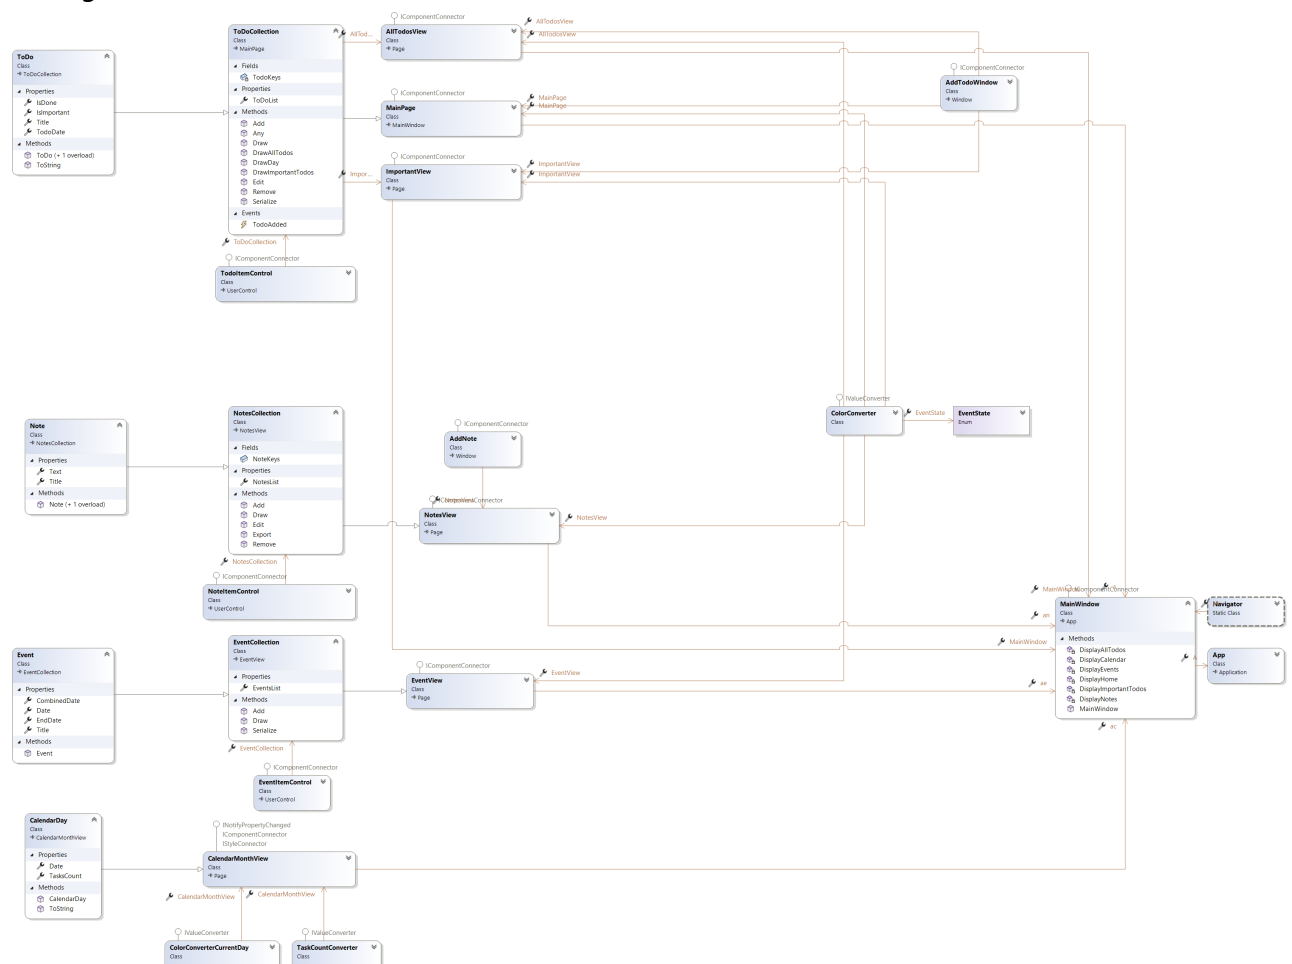 ToDo
Class
ToDoCollection
Properties
IsDone
IsImportant
Title
TodoDate
Methods
ToDo (+ 1 overload)
ToString
ToDoCollection
Class
MainPage
Fields
TodoKeys
Properties
ToDoList
Methods
Add
Any
Draw
DrawAllTodos
DrawDay
DrawImportantTodos
Edit
Remove
Serialize
Events
TodoAdded
ToDoCollection
IComponentConnector
TodoItemControl
Class
UserControl
AllTod...
IComponentConnector
AllTodosView
Class
Page
AllTodosView
AllTodosView
IComponentConnector
MainPage
Class
MainWindow
MainPage
MainPage
Impor...
IComponentConnector
ImportantView
Class
Page
ImportantView
ImportantView
IComponentConnector
AddTodoWindow
Class
Window
Note
Class
NotesCollection
Properties
Text
Title
Methods
Note (+ 1 overload)
NotesCollection
Class
NotesView
Fields
NoteKeys
Properties
NotesList
Methods
Add
Draw
Edit
Export
Remove
NotesCollection
IComponentConnector
NoteItemControl
Class
UserControl
IComponentConnector
AddNote
Class
Window
NotesView
Class
Page
NotesView
IValueConverter
ColorConverter
Class
EventState
EventState
Enum
Event
Class
EventCollection
Properties
CombinedDate
Date
EndDate
Title
Methods
Event
EventCollection
Class
EventView
Properties
EventsList
Methods
Add
Draw
Serialize
EventCollection
IComponentConnector
EventItemControl
Class
UserControl
IComponentConnector
EventView
Class
Page
EventView
MainWindow
IComponentConnector
an
MainWindow
ae
MainWindow
Class
App
Methods
DisplayAllTodos
DisplayCalendar
DisplayEvents
DisplayHome
DisplayImportantTodos
DisplayNotes
MainWindow
ac
Navigator
Static Class
App
Class
Application
CalendarDay
Class
CalendarMonthView
Properties
Date
TasksCount
Methods
CalendarDay
ToString
INotifyPropertyChanged
IComponentConnector
IStyleConnector
CalendarMonthView
Class
Page
CalendarMonthView
CalendarMonthView
IValueConverter
ColorConverterCurrentDay
Class
IValueConverter
TaskCountConverter
Class